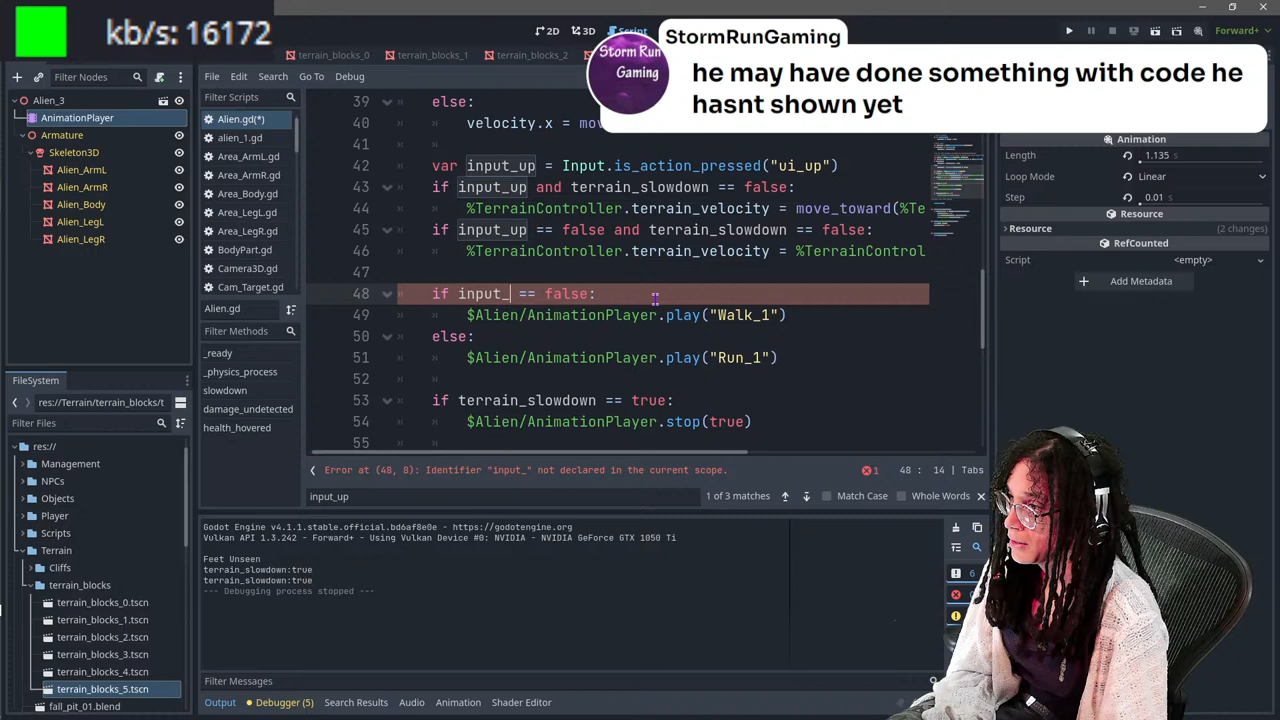 kb/s: 16172
StormRunGaming
Storm Run
Gaming
he may have done something with code he
hasnt shown yet
2D
3D
Script
Forward+
terrain_blocks_0
terrain_blocks_1
terrain_blocks_2
Filter Nodes
File
Edit
Search
Go To
Debug
Alien_3
AnimationPlayer
Armature
Skeleton3D
Alien_ArmL
Alien_ArmR
Alien_Body
Alien_LegL
Alien_LegR
Filter Scripts
Alien.gd(*)
alien_1.gd
Area_ArmL.gd
Area_ArmR.gd
Area_Body.gd
Area_LegL.gd
Area_LegR.gd
BodyPart.gd
Camera3D.gd
Cam_Target.gd
Alien.gd
Filter Methods
_ready
_physics_process
slowdown
damage_undetected
health_hovered
39 else:
40 velocity.x = mov
41
42 var input_up = Input.is_action_pressed("ui_up")
43 if input_up and terrain_slowdown == false:
44 %TerrainController.terrain_velocity = move_toward(%Te
45 if input_up == false and terrain_slowdown == false:
46 %TerrainController.terrain_velocity = %TerrainControl
47
48 if input_ == false:
49 $Alien/AnimationPlayer.play("Walk_1")
50 else:
51 $Alien/AnimationPlayer.play("Run_1")
52
53 if terrain_slowdown == true:
54 $Alien/AnimationPlayer.stop(true)
55
Error at (48, 8): Identifier "input_" not declared in the current scope.
1
48 : 14 | Tabs
input_up
1 of 3 matches
Match Case
Whole Words
Godot Engine v4.1.1.stable.official.bd6af8e0e - https://godotengine.org
Vulkan API 1.3.242 - Forward+ - Using Vulkan Device #0: NVIDIA - NVIDIA GeForce GTX 1050 Ti
Feet Unseen
terrain_slowdown:true
terrain_slowdown:true
--- Debugging process stopped ---
6
Filter Messages
Output
Debugger (5)
Search Results
Audio
Animation
Shader Editor
FileSystem
res://Terrain/terrain_blocks/t
Filter Files
res://
Management
NPCs
Objects
Player
Scripts
Terrain
Cliffs
terrain_blocks
terrain_blocks_0.tscn
terrain_blocks_1.tscn
terrain_blocks_2.tscn
terrain_blocks_3.tscn
terrain_blocks_4.tscn
terrain_blocks_5.tscn
fall_pit_01.blend
Animation
Length
1.135 s
Loop Mode
Linear
Step
0.01 s
Resource
Resource
(2 changes)
RefCounted
Script
<empty>
Add Metadata